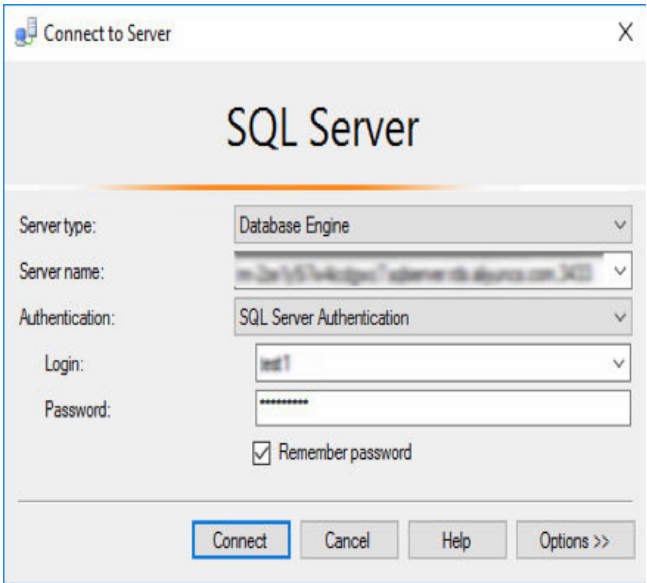 Connect to Server
SQL Server
Server type: Database Engine
Server name:
Authentication: SQL Server Authentication
Login:
Password: *********
Remember password
Connect Cancel Help Options >>